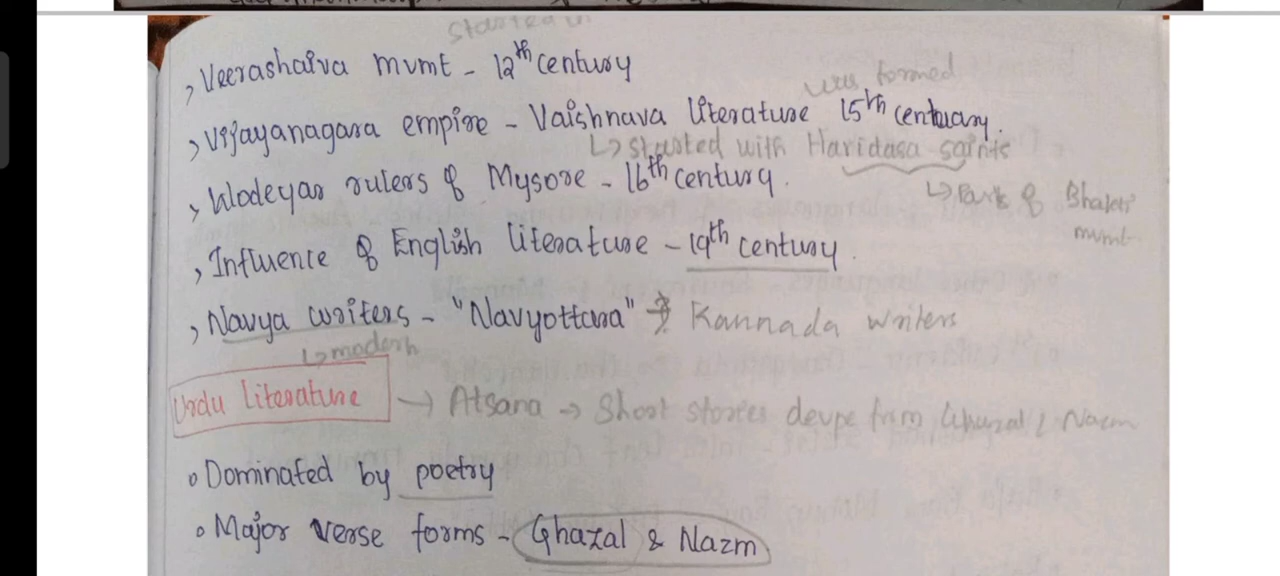 started in
, Veerashaiva mvmt - 12th century
was formed
, Vijayanagara empire - Vaishnava literature 15th centuary.
↳ started with Haridasa saints
, Wodeyar rulers of Mysore - 16th century.
↳ Part of Bhakti mvmt
, Influence of English literature - 19th century.
, Navya writers - "Navyottara" → Kannada writers
↳ modern
Urdu literature → Afsana → Short stories devpe from Ghazal / Nazm
o Dominated by poetry
o Major verse forms - Ghazal & Nazm